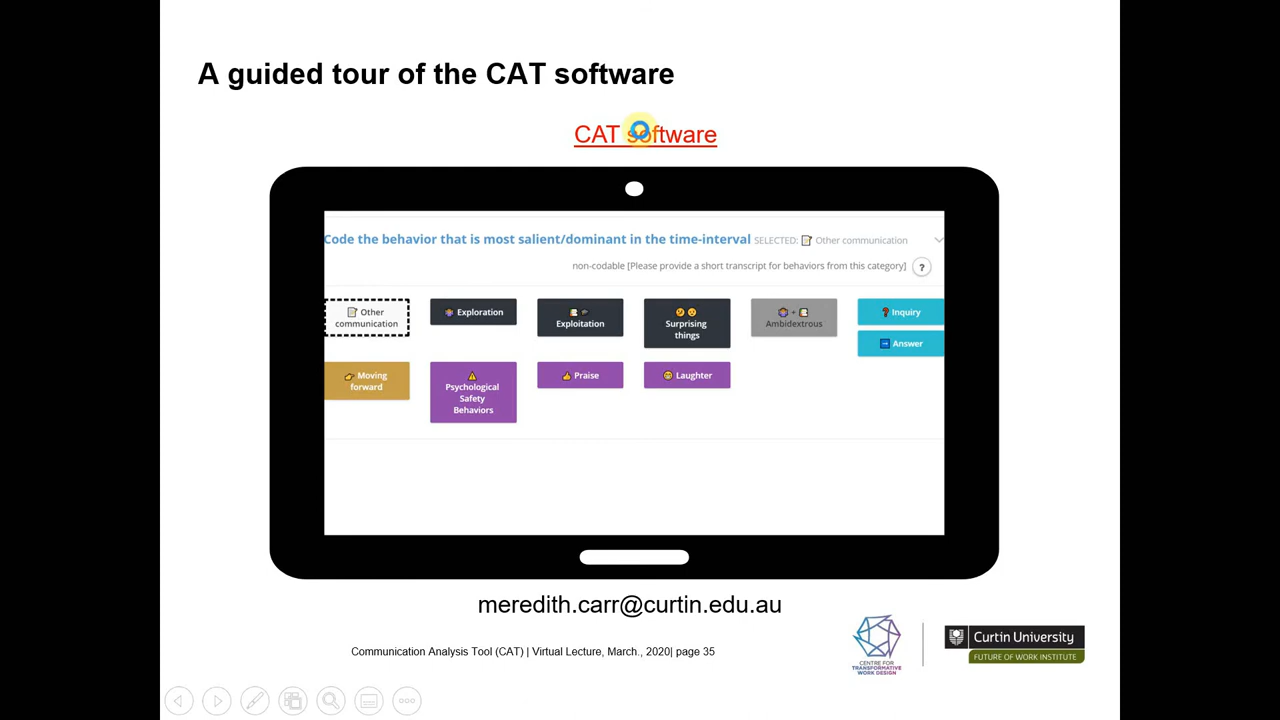 A guided tour of the CAT software
CAT software
Code the behavior that is most salient/dominant in the time-interval SELECTED: Other communication
non-codable [Please provide a short transcript for behaviors from this category] ?
Other
communication
Exploration
Exploitation
Surprising
things
+
Ambidextrous
Inquiry
Answer
Moving
forward
Psychological
Safety
Behaviors
Praise
Laughter
meredith.carr@curtin.edu.au
Communication Analysis Tool (CAT) | Virtual Lecture, March., 2020| page 35
CENTRE FOR
TRANSFORMATIVE
WORK DESIGN
Curtin University
FUTURE OF WORK INSTITUTE